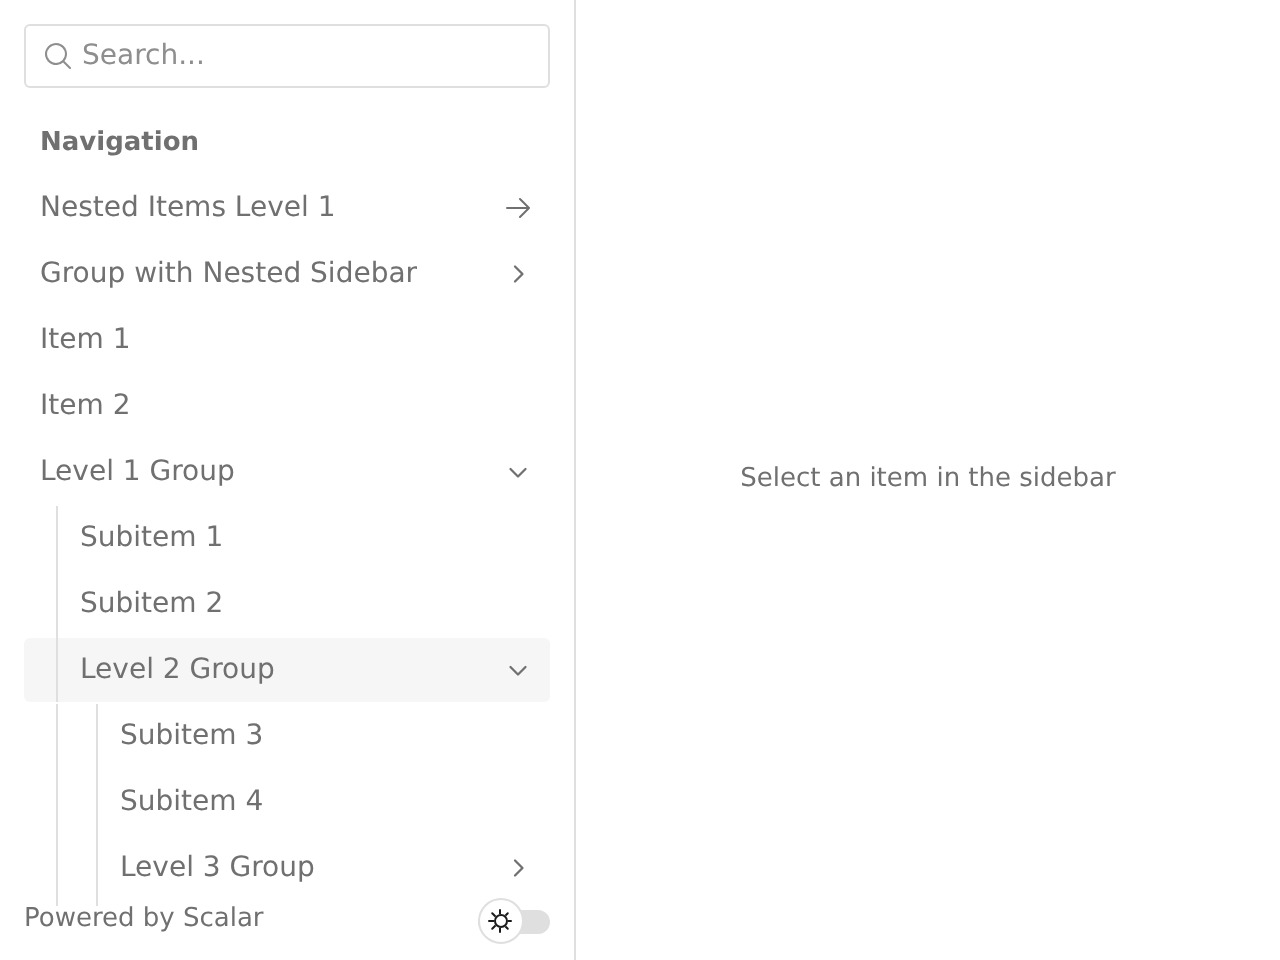 Search...
Navigation
Nested Items Level 1
Group with Nested Sidebar
Item 1
Item 2
Level 1 Group
Subitem 1
Subitem 2
Level 2 Group
Subitem 3
Subitem 4
Level 3 Group
Powered by Scalar
Select an item in the sidebar